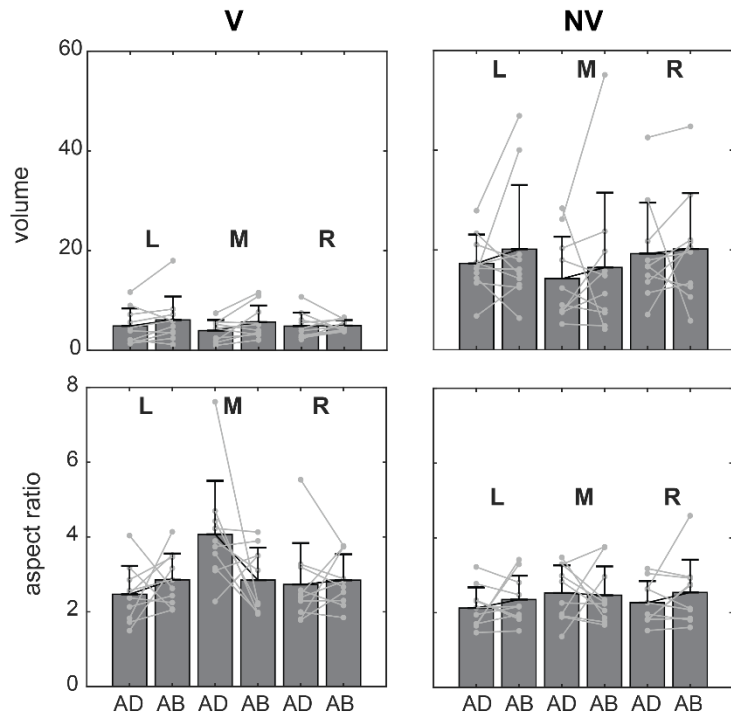 V NV
60
L M R
40
volume
L M R
20
0
8
L M R
6
L M R
aspect ratio
4
2
0
AD AB AD AB AD AB AD AB AD AB AD AB